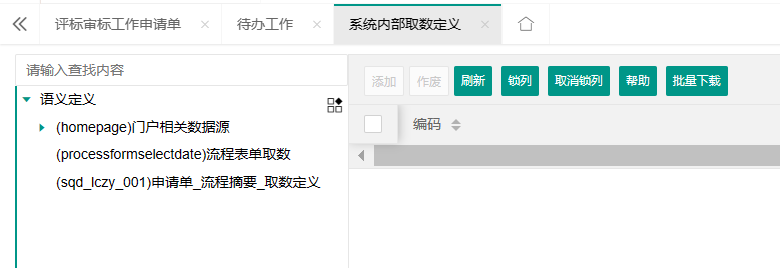 评标审标工作申请单 待办工作 系统内部取数定义
请输入查找内容
添加 作废 刷新 锁列 取消锁列 帮助 批量下载
语义定义
编码
(homepage)门户相关数据源
(processformselectdate)流程表单取数
(sqd_lczy_001)申请单_流程摘要_取数定义